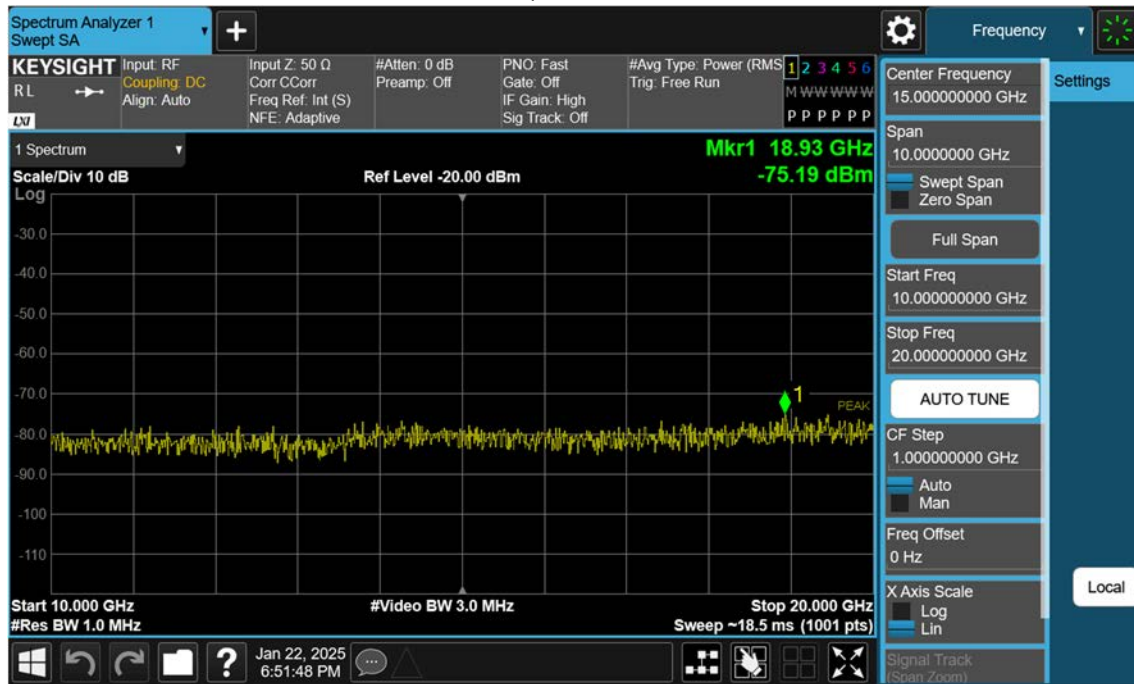 Spectrum Analyzer 1
Swept SA
Frequency
KEYSIGHT
RL
LXI
Input: RF
Coupling: DC
Align: Auto
Input Z: 50 Ω
Corr CCorr
Freq Ref: Int (S)
NFE: Adaptive
#Atten: 0 dB
Preamp: Off
PNO: Fast
Gate: Off
IF Gain: High
Sig Track: Off
#Avg Type: Power (RMS
Trig: Free Run
1 2 3 4 5 6
M W W W W W
P P P P P P
1 Spectrum
Mkr1 18.93 GHz
Scale/Div 10 dB
Ref Level -20.00 dBm
-75.19 dBm
Log
-30.0
-40.0
-50.0
-60.0
-70.0
-80.0
-90.0
-100
-110
1
PEAK
Start 10.000 GHz
#Video BW 3.0 MHz
Stop 20.000 GHz
#Res BW 1.0 MHz
Sweep ~18.5 ms (1001 pts)
Center Frequency
15.000000000 GHz
Span
10.0000000 GHz
Swept Span
Zero Span
Full Span
Start Freq
10.000000000 GHz
Stop Freq
20.000000000 GHz
AUTO TUNE
CF Step
1.000000000 GHz
Auto
Man
Freq Offset
0 Hz
X Axis Scale
Log
Lin
Signal Track
(Span Zoom)
Settings
Local
?
Jan 22, 2025
6:51:48 PM